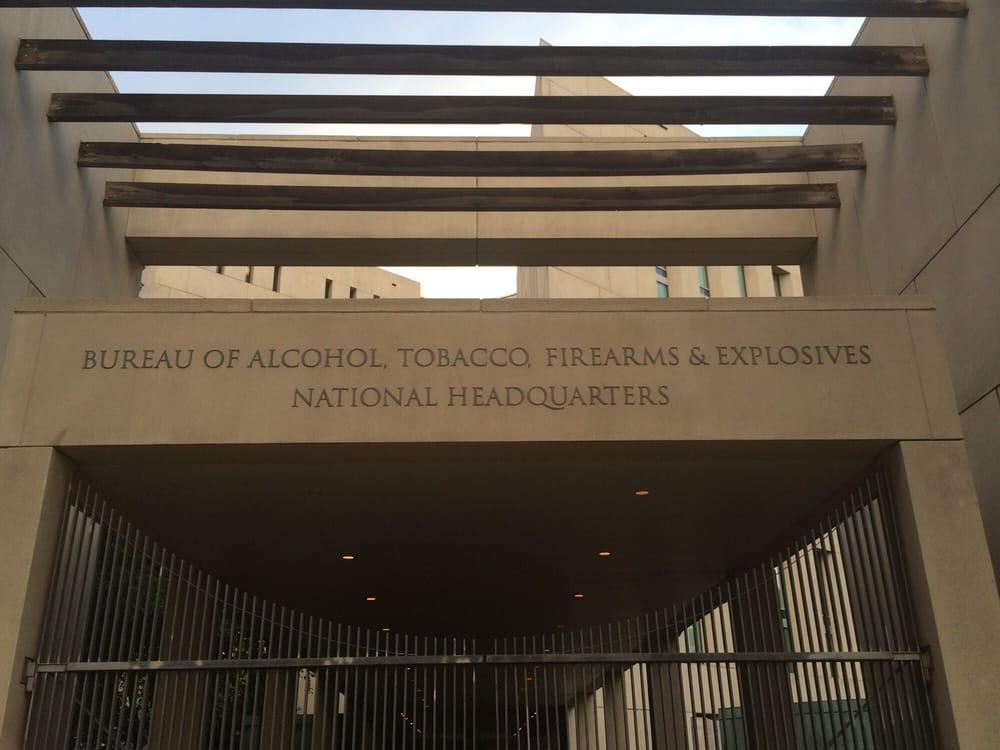 BUREAU OF ALCOHOL, TOBACCO, FIREARMS & EXPLOSIVES
NATIONAL HEADQUARTERS